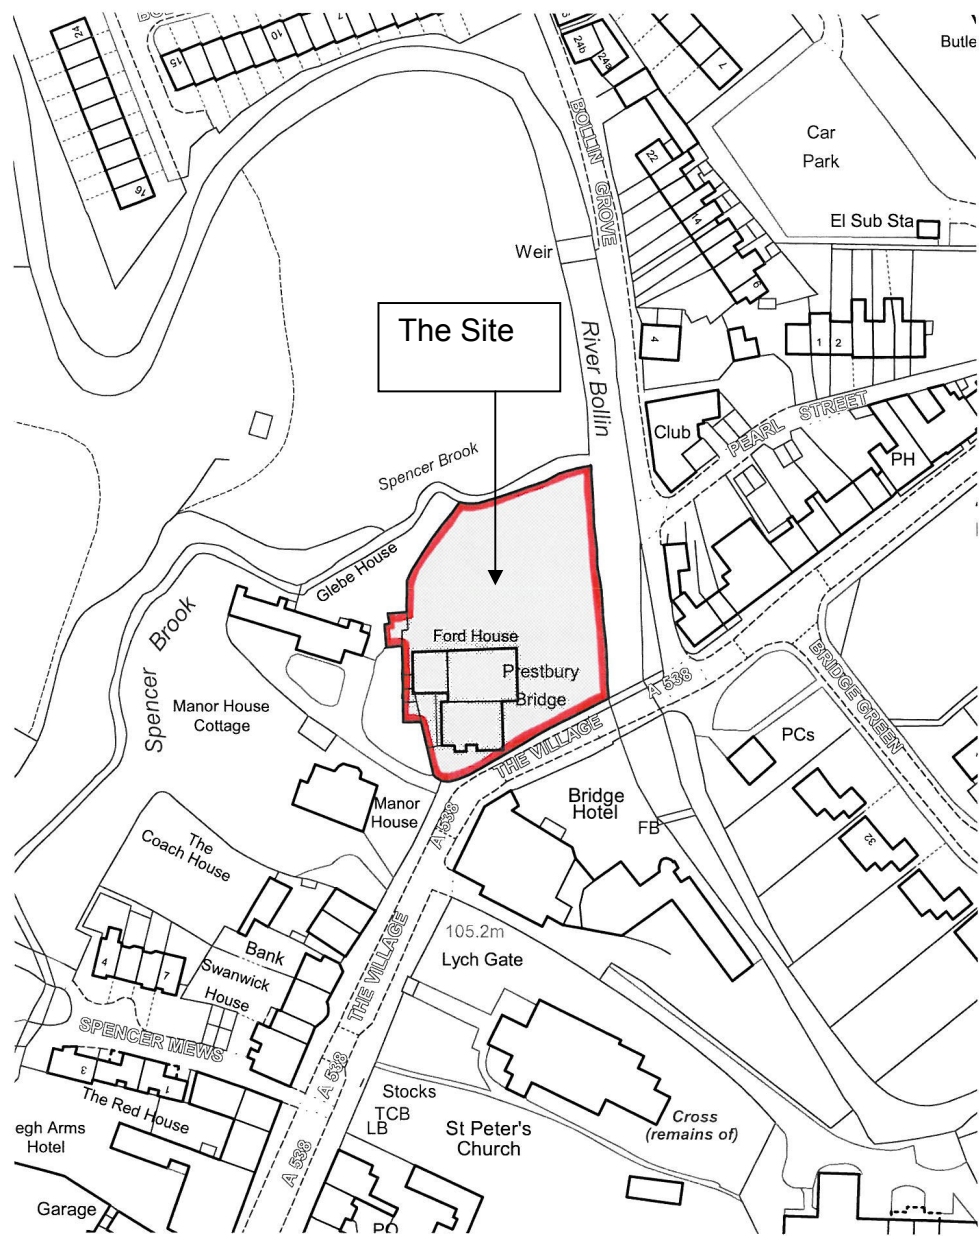 24
16
15
10
7
24b
24a
7
Butle
BOLLIN GROVE
Car
Park
22
14
6
El Sub Sta
Weir
The Site
River Bollin
4
1
2
Club
PEARL STREET
PH
Spencer Brook
Glebe House
Ford House
Prestbury
Bridge
A 538
THE VILLAGE
BRIDGE GREEN
Spencer Brook
Manor House
Cottage
PCs
Manor
House
A 538
Bridge
Hotel
FB
32
The
Coach House
THE VILLAGE
105.2m
Lych Gate
Bank
Swanwick
House
4
7
SPENCER MEWS
3
1
A 538
The Red House
Stocks
TCB
LB
St Peter's
Church
Cross
(remains of)
egh Arms
Hotel
A 538
Garage
PO